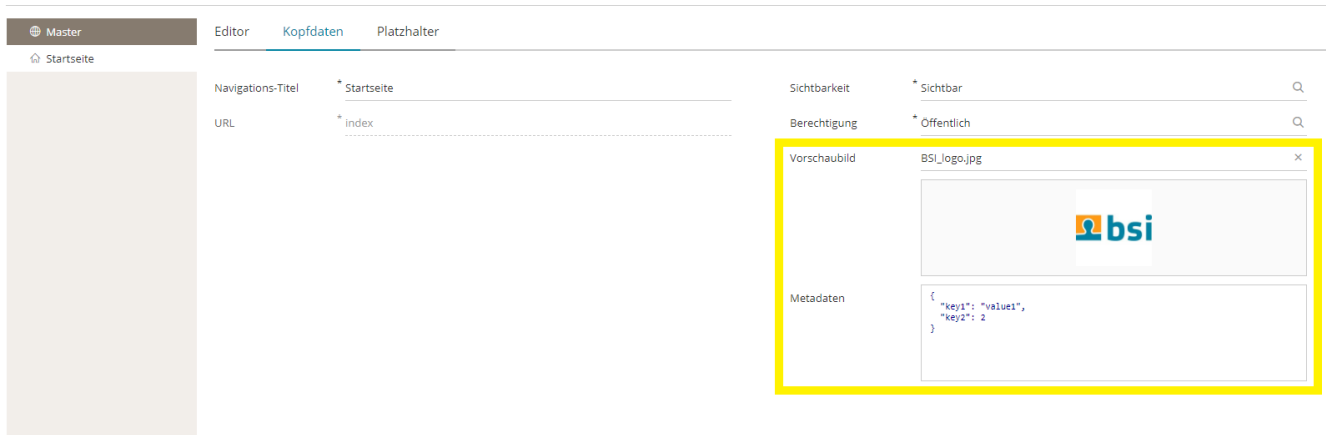 Master
Startseite
Editor Kopfdaten Platzhalter
Navigations-Titel * Startseite
URL * index
Sichtbarkeit * Sichtbar
Berechtigung * Öffentlich
Vorschaubild BSI_logo.jpg
bsi
Metadaten
{
"key1": "value1",
"key2": 2
}